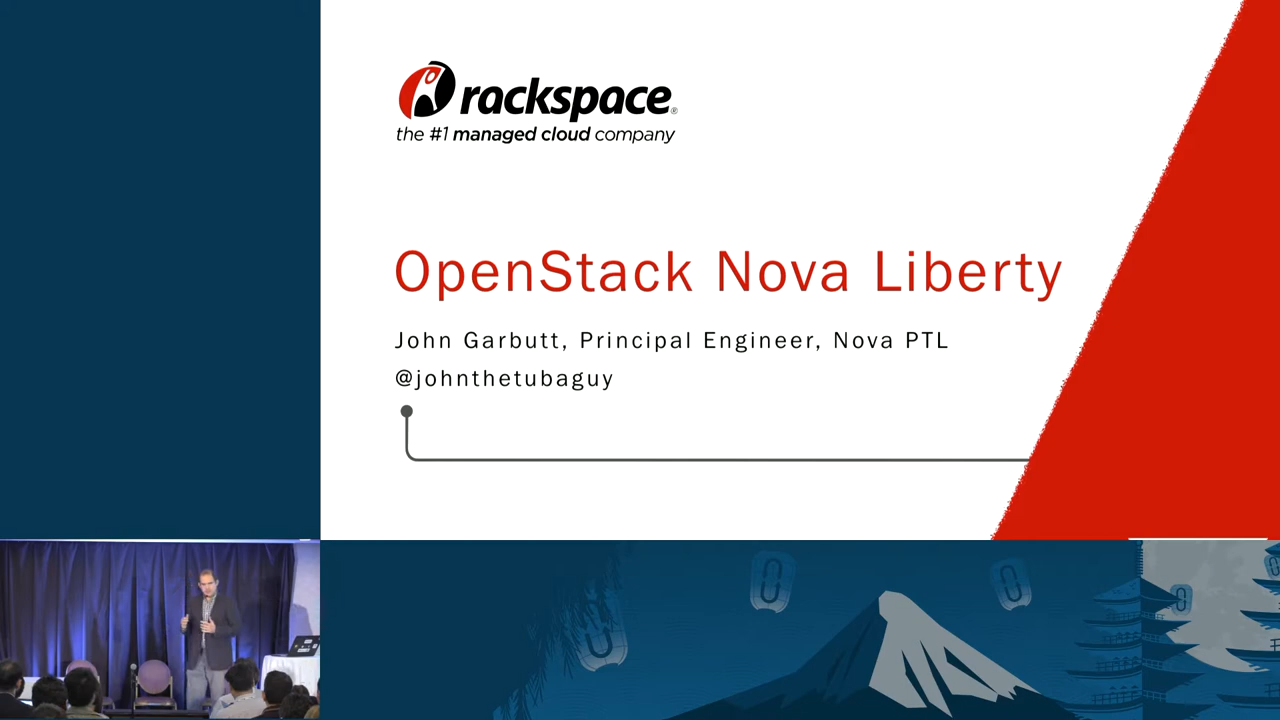 rackspace®
the #1 managed cloud company
OpenStack Nova Liberty
John Garbutt, Principal Engineer, Nova PTL
@johnthetubaguy